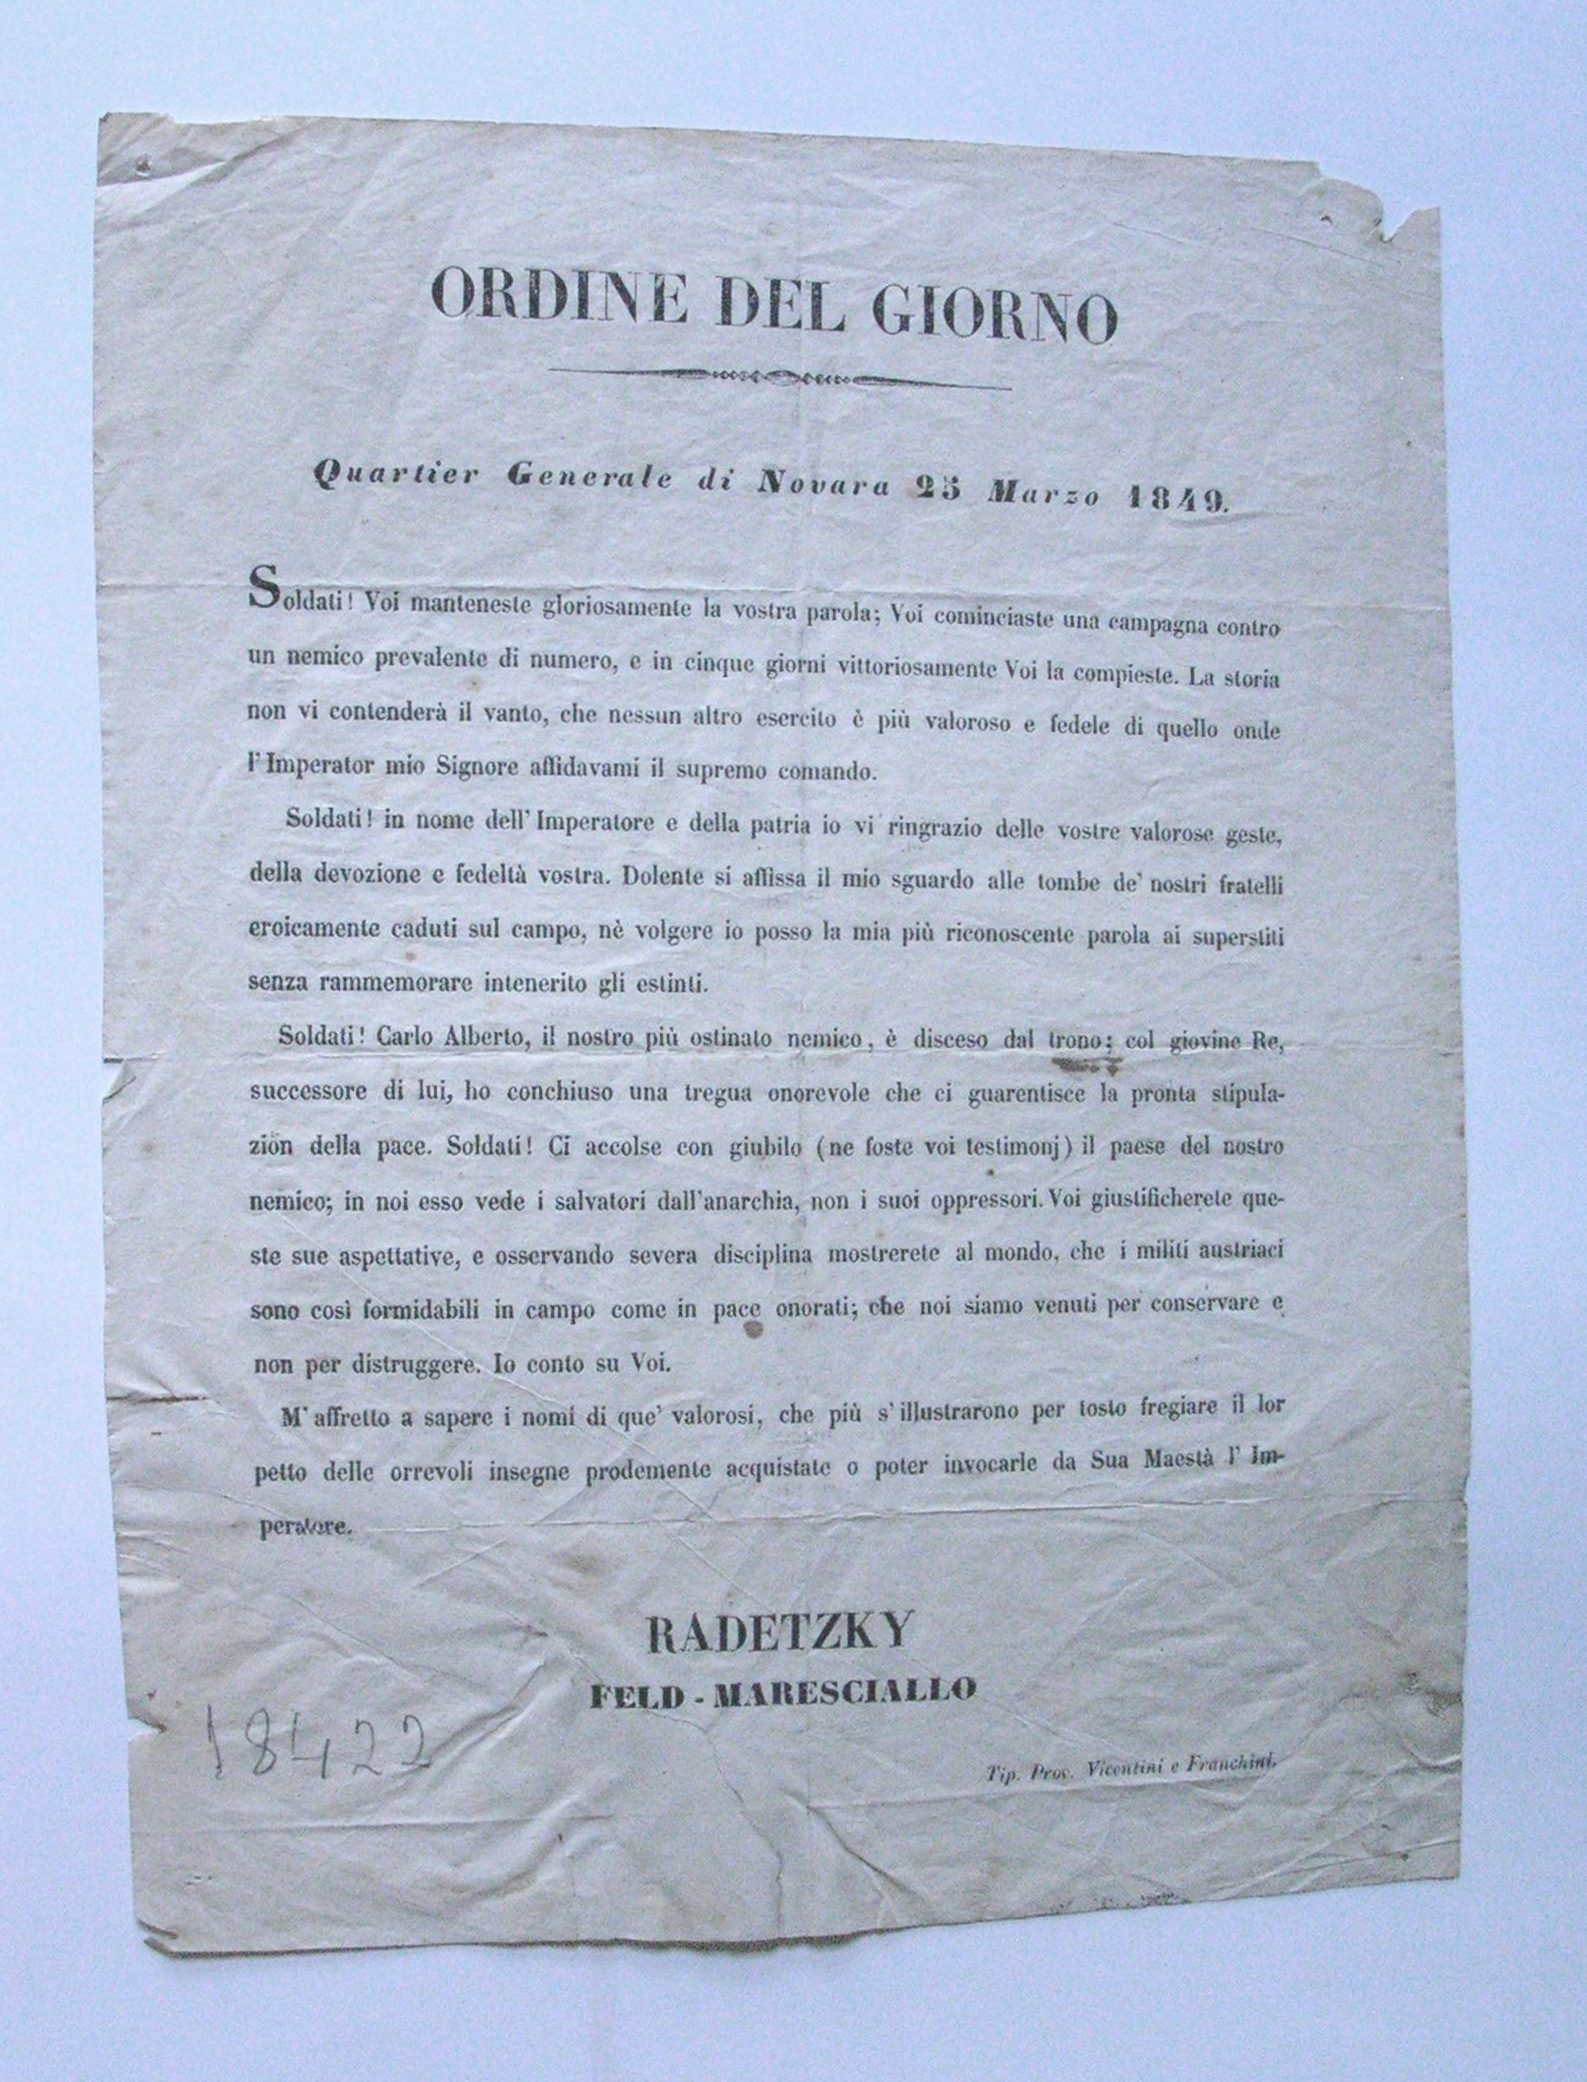 ORDINE DEL GIORNO
Quartier Generale di Novara 25 Marzo 1849.
Soldati! Voi manteneste gloriosamente la vostra parola; Voi cominciaste una campagna contro
un nemico prevalente di numero, e in cinque giorni vittoriosamente Voi la compieste. La storia
non vi contenderà il vanto, che nessun altro esercito è più valoroso e fedele di quello onde
l'Imperator mio Signore affidavami il supremo comando.
Soldati! in nome dell'Imperatore e della patria io vi ringrazio delle vostre valorose geste,
della devozione e fedeltà vostra. Dolente si affissa il mio sguardo alle tombe de' nostri fratelli
eroicamente caduti sul campo, nè volgere io posso la mia più riconoscente parola ai superstiti
senza rammemorare intenerito gli estinti.
Soldati! Carlo Alberto, il nostro più ostinato nemico, è disceso dal trono; col giovine Re,
successore di lui, ho conchiuso una tregua onorevole che ci guarentisce la pronta stipula-
zion della pace. Soldati! Ci accolse con giubilo (ne foste voi testimonj) il paese del nostro
nemico; in noi esso vede i salvatori dall'anarchia, non i suoi oppressori. Voi giustificherete que-
ste sue aspettative, e osservando severa disciplina mostrerete al mondo, che i militi austriaci
sono così formidabili in campo come in pace onorati; che noi siamo venuti per conservare e
non per distruggere. Io conto su Voi.
M'affretto a sapere i nomi di que' valorosi, che più s'illustrarono per tosto fregiare il lor
petto delle orrevoli insegne prodemente acquistate o poter invocarle da Sua Maestà l'Im-
peratore.
RADETZKY
FELD-MARESCIALLO
18422
Tip. Prov. Vicentini e Franchini.